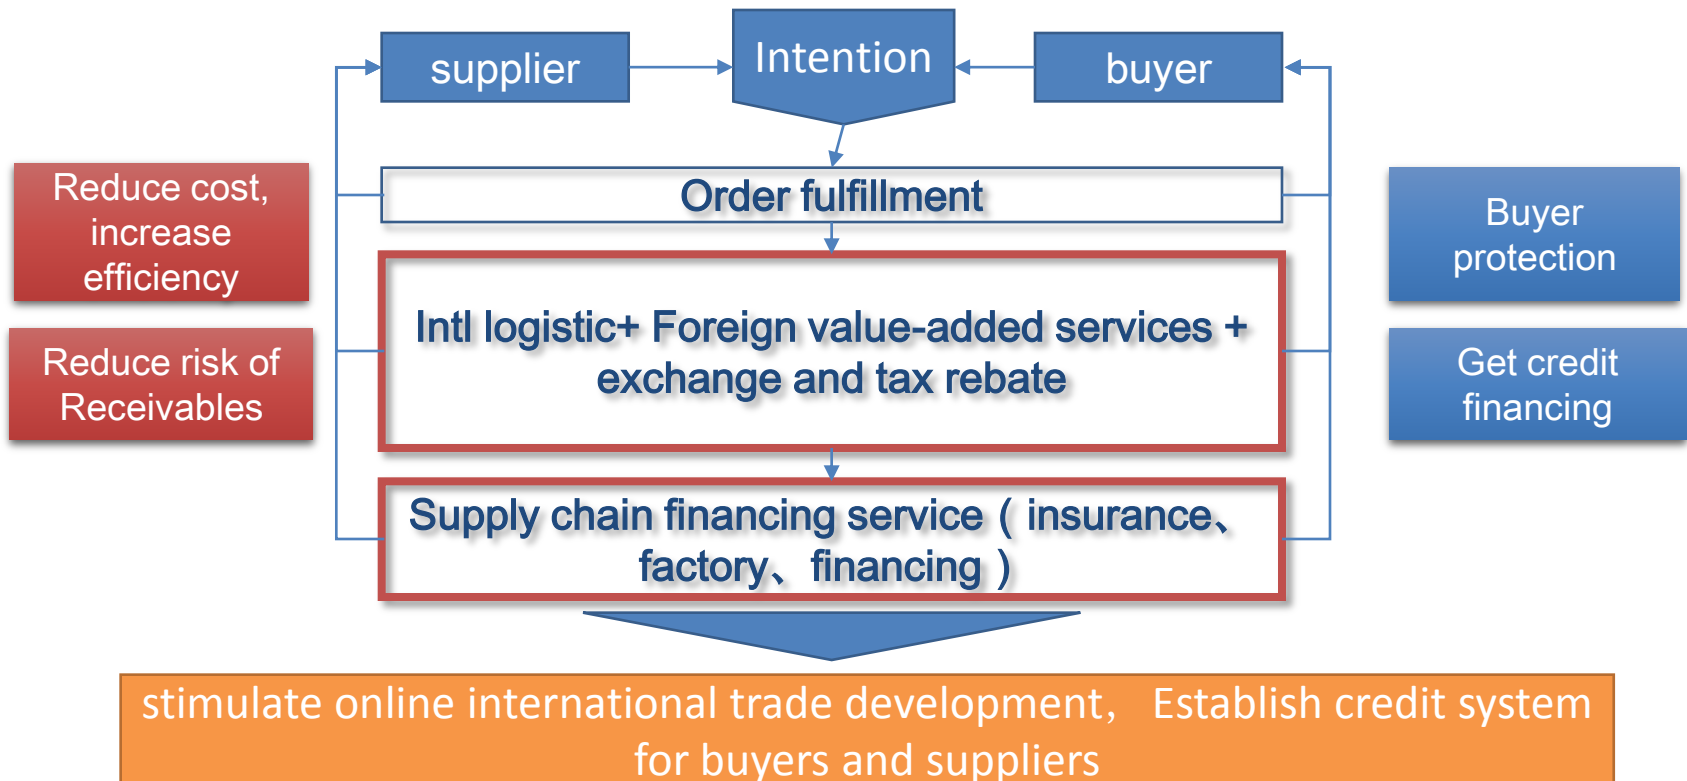 supplier
Intention
buyer
Reduce cost,
increase
efficiency
Order fulfillment
Buyer
protection
Intl logistic+ Foreign value-added services +
exchange and tax rebate
Reduce risk of
Receivables
Get credit
financing
Supply chain financing service（insurance、
factory、financing）
stimulate online international trade development， Establish credit system
for buyers and suppliers